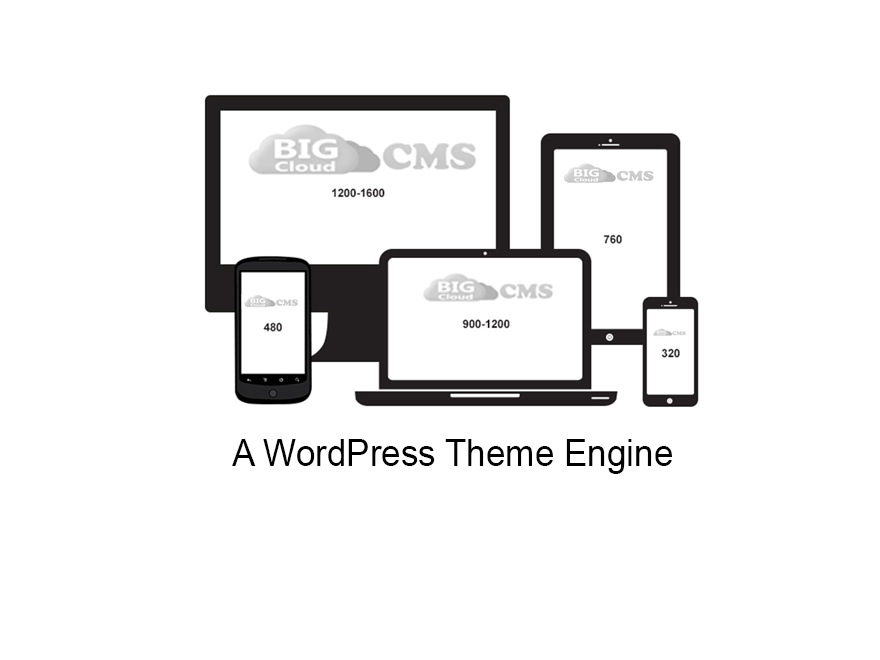 BIG
Cloud
CMS
1200-1600
BIG
Cloud
CMS
760
BIG
Cloud
CMS
480
BIG
Cloud
CMS
900-1200
BIG
Cloud
CMS
320
A WordPress Theme Engine